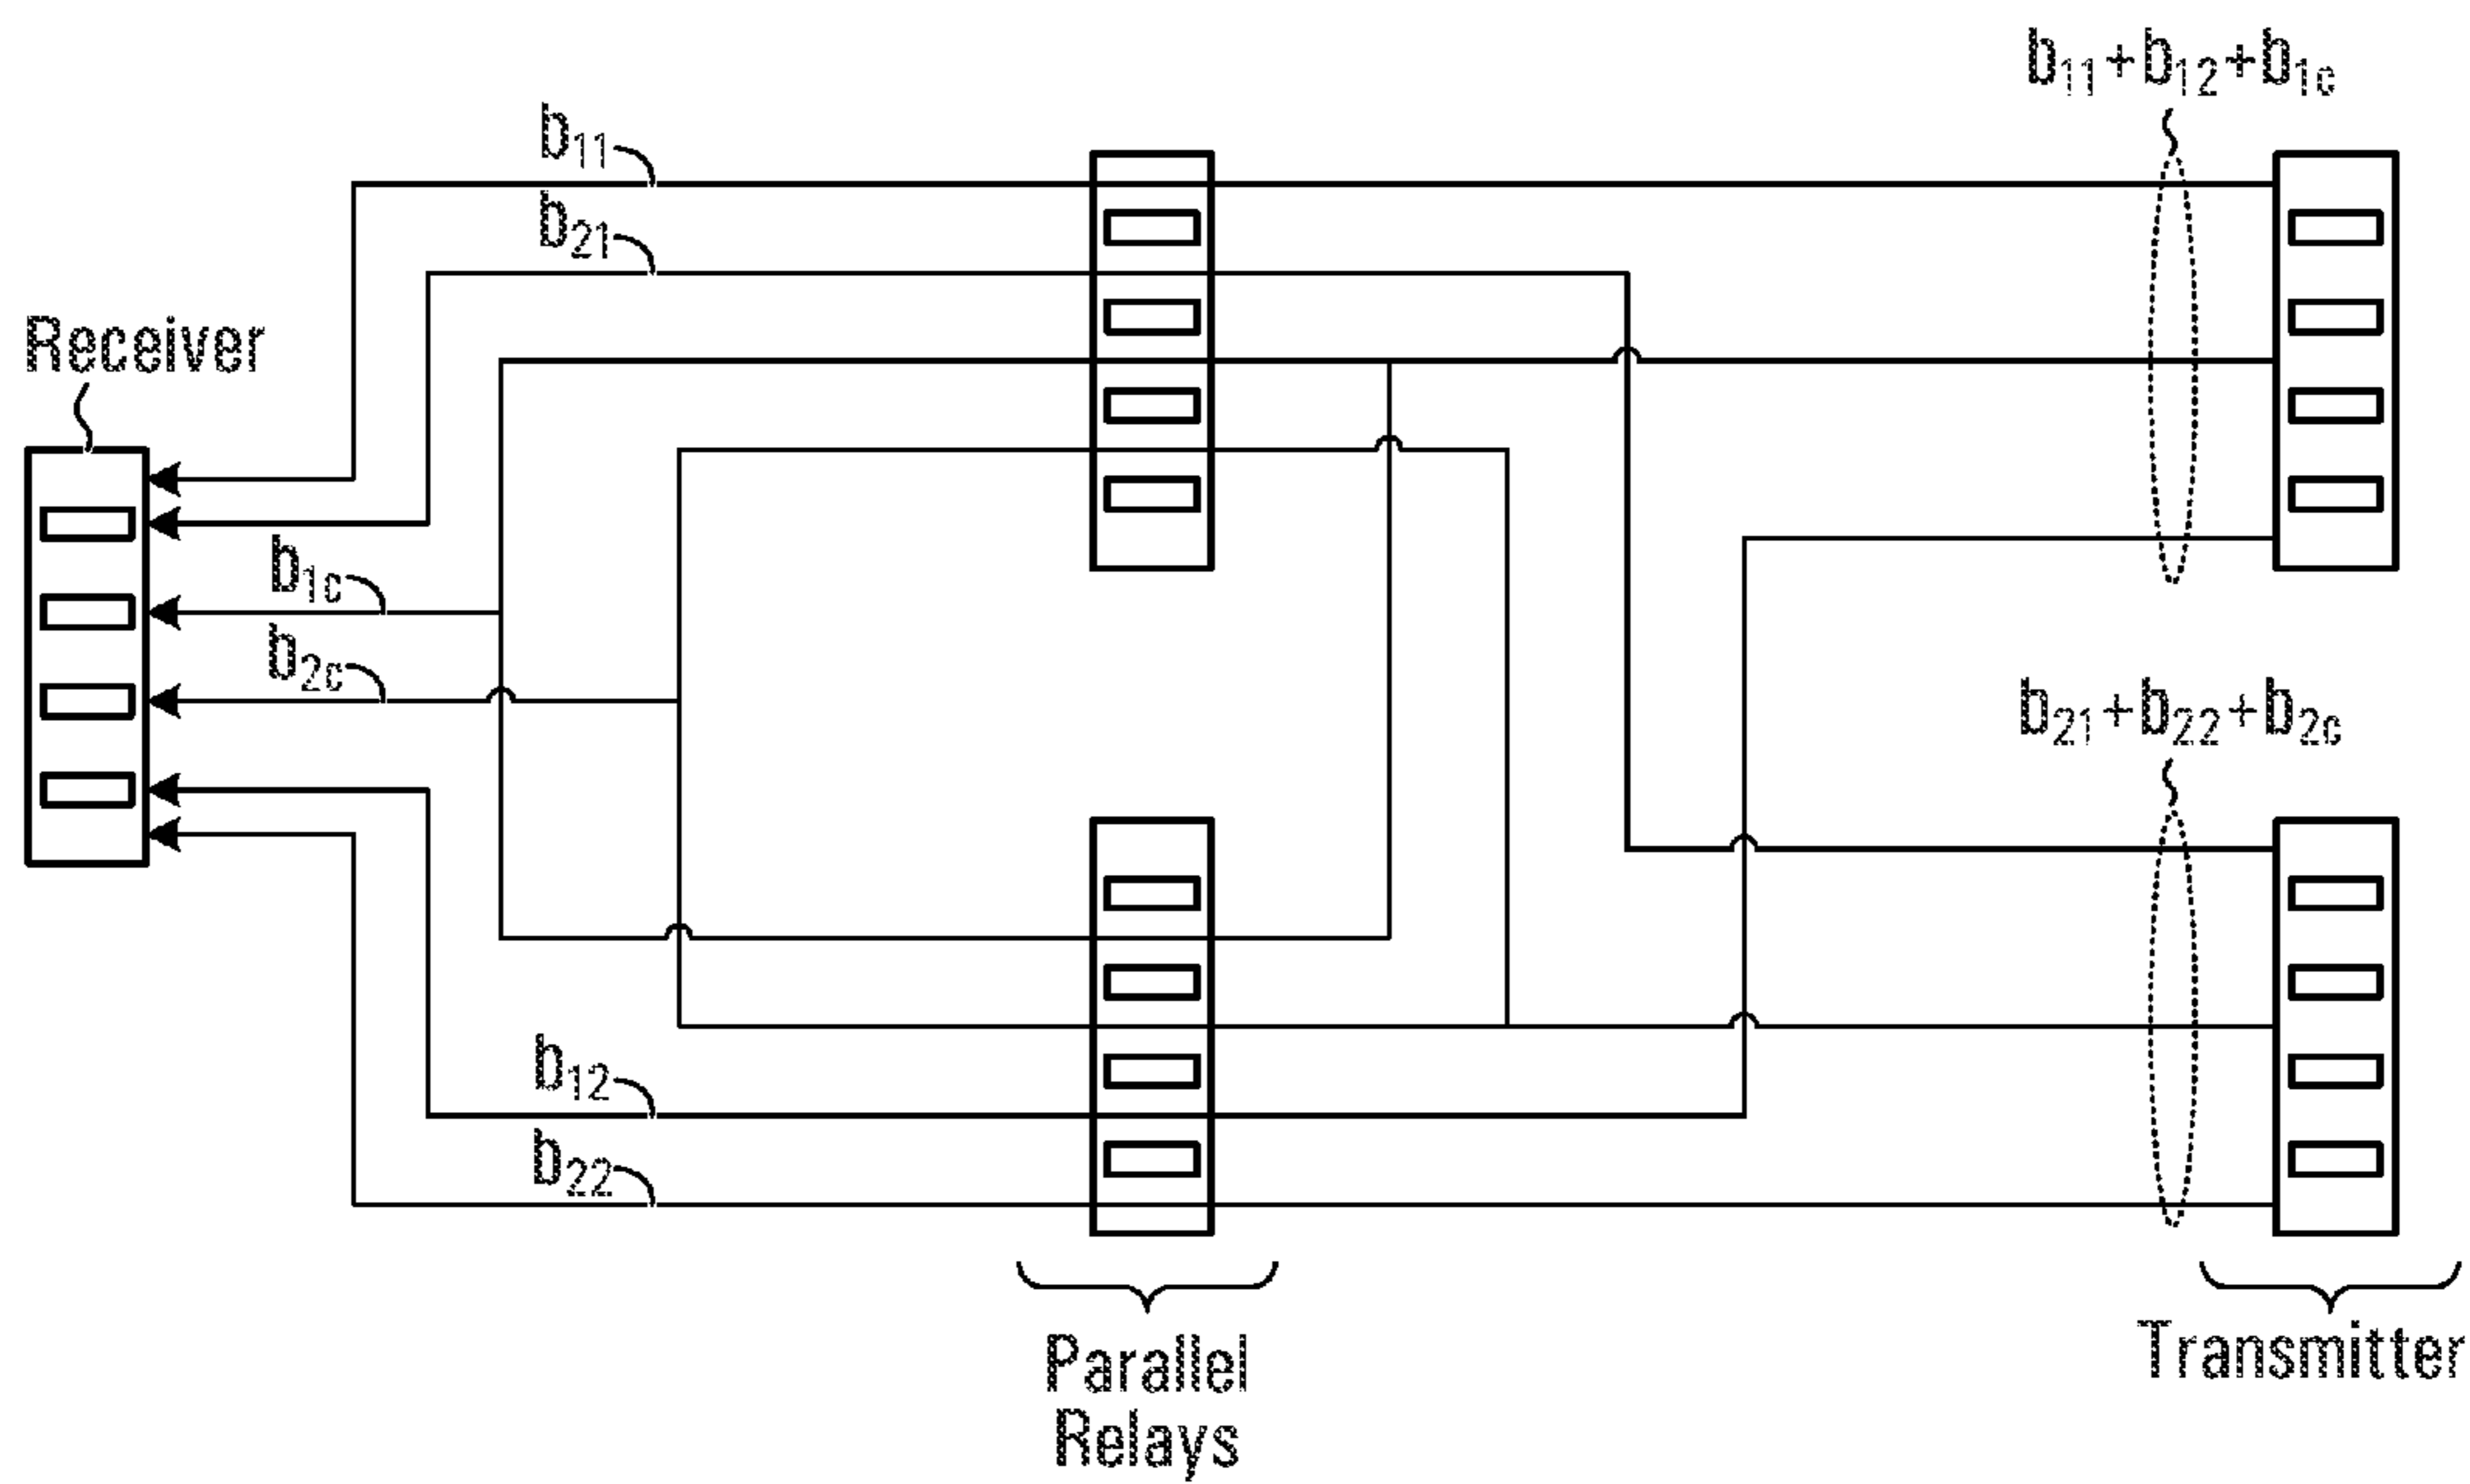 b11+b12+b1c
b11
b21
Receiver
b1c
b2c
b21+b22+b2c
b12
b22
Parallel
Relays
Transmitter